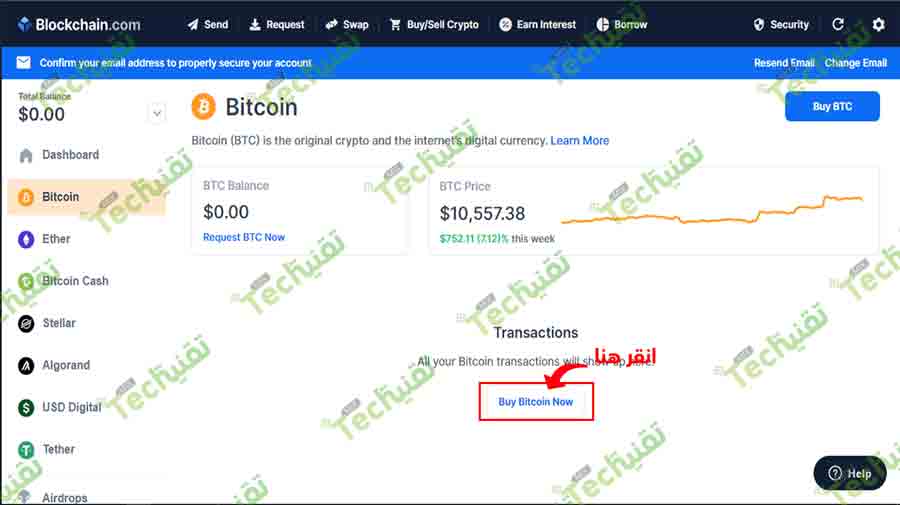 Blockchain.com Send Request Swap Buy/Sell Crypto Earn Interest Borrow Security
Confirm your email address to properly secure your account Resend Email Change Email
Total Balance
$0.00
Dashboard
Bitcoin
Ether
Bitcoin Cash
Stellar
Algorand
USD Digital
Tether
Airdrops
Bitcoin
Buy BTC
Bitcoin (BTC) is the original crypto and the internet's digital currency. Learn More
BTC Balance
$0.00
Request BTC Now
BTC Price
$10,557.38
$752.11 (7.12)% this week
Transactions
All your Bitcoin transactions will show up here.
انقر هنا
Buy Bitcoin Now
Help
تقني Tech